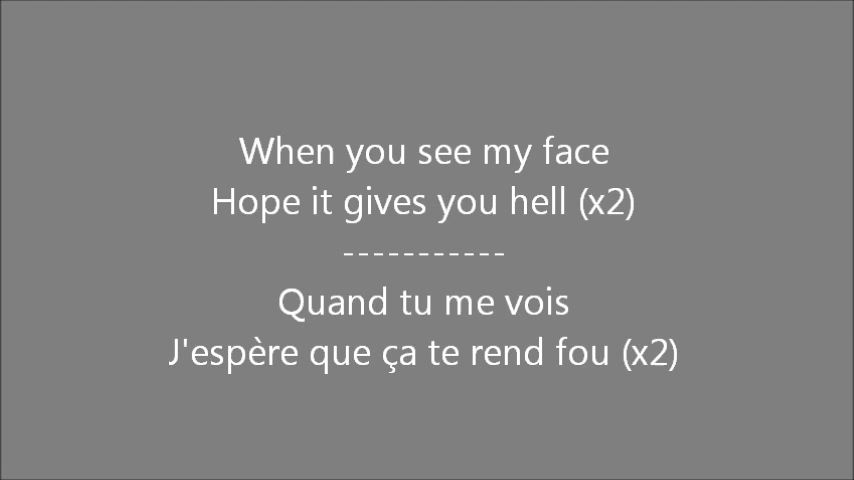 When you see my face
Hope it gives you hell (x2)
-----------
Quand tu me vois
J'espère que ça te rend fou (x2)